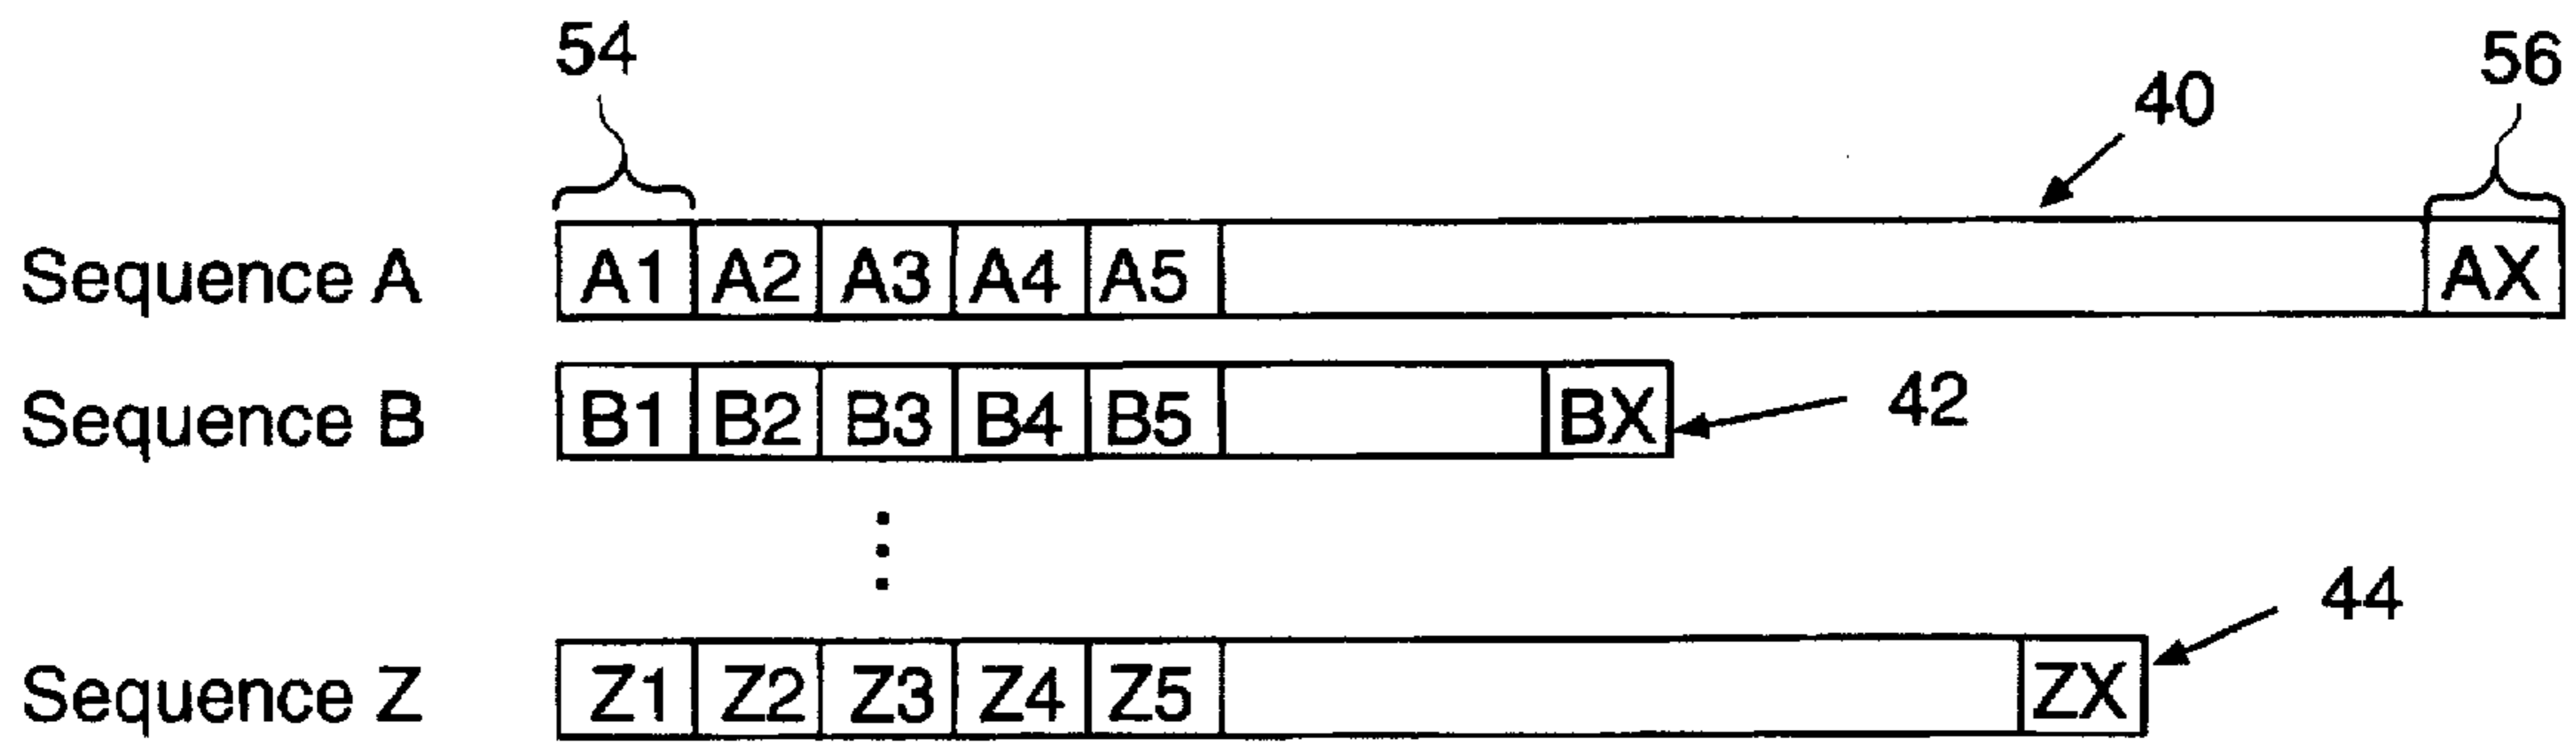 54
56
40
Sequence A A1 A2 A3 A4 A5 AX
Sequence B B1 B2 B3 B4 B5 BX
42
44
Sequence Z Z1 Z2 Z3 Z4 Z5 ZX